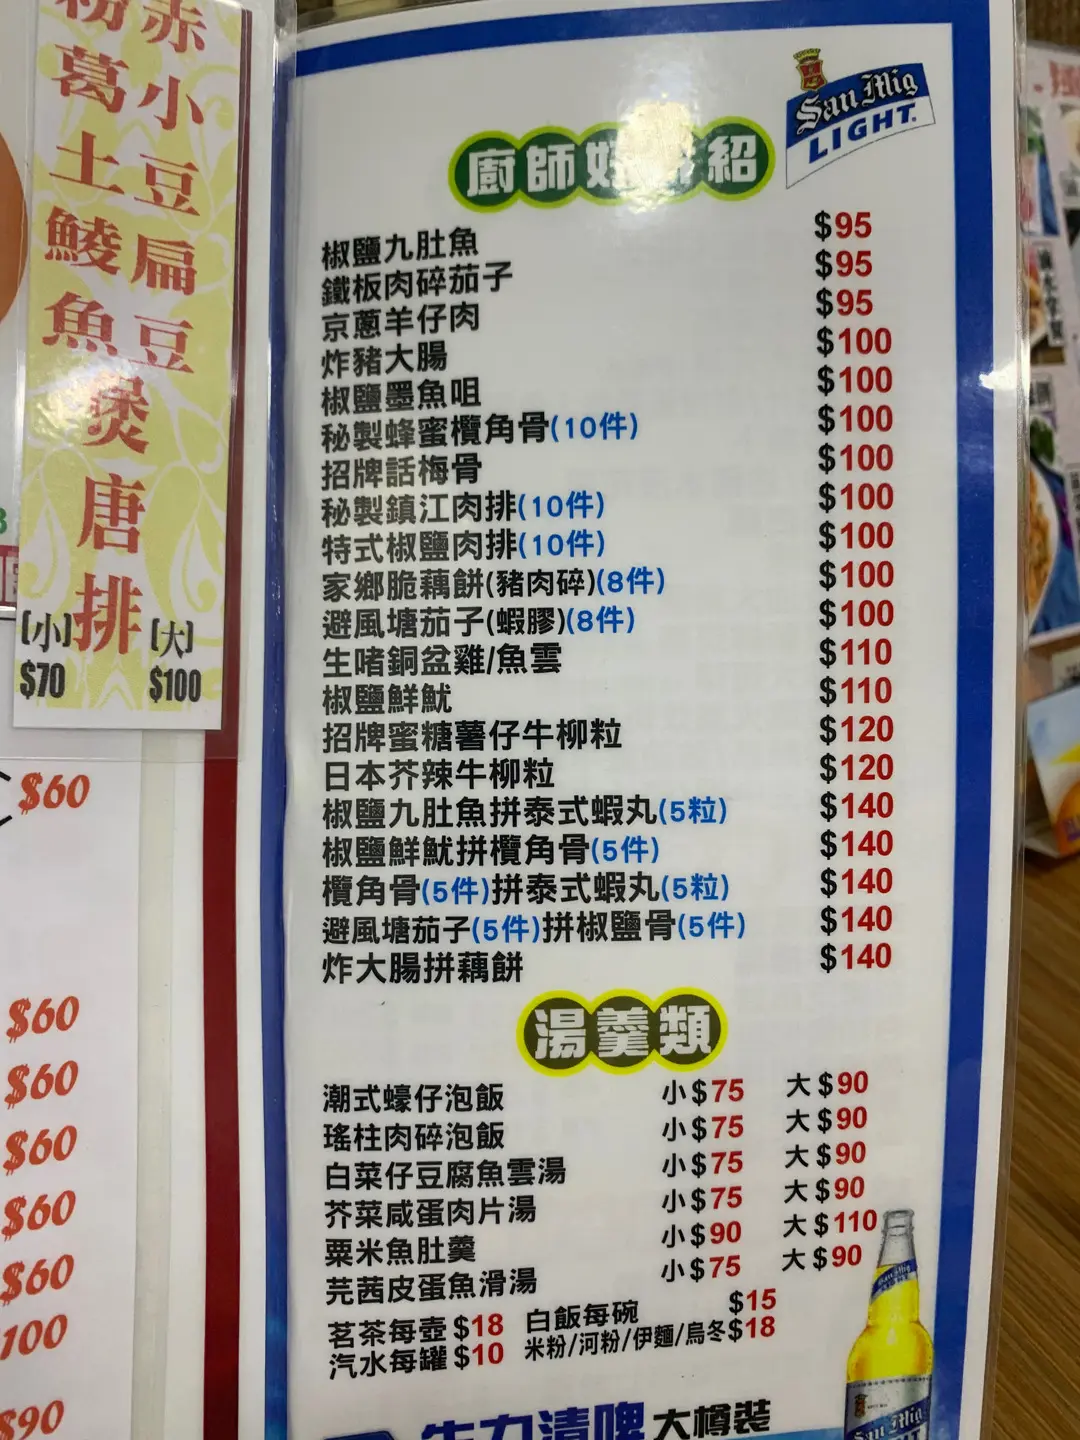 赤小豆扁豆
粉葛土鯪魚
煲唐排
[小] $70
[大] $100
$60
$60
$60
$60
$60
$60
100
$90
San Mig
LIGHT.
廚師好 紹
椒鹽九肚魚 $95
鐵板肉碎茄子 $95
京蔥羊仔肉 $95
炸豬大腸 $100
椒鹽墨魚咀 $100
秘製蜂蜜欖角骨(10件) $100
招牌話梅骨 $100
秘製鎮江肉排(10件) $100
特式椒鹽肉排(10件) $100
家鄉脆藕餅(豬肉碎)(8件) $100
避風塘茄子(蝦膠)(8件) $100
生啫銅盆雞/魚雲 $110
椒鹽鮮魷 $110
招牌蜜糖薯仔牛柳粒 $120
日本芥辣牛柳粒 $120
椒鹽九肚魚拼泰式蝦丸(5粒) $140
椒鹽鮮魷拼欖角骨(5件) $140
欖角骨(5件)拼泰式蝦丸(5粒) $140
避風塘茄子(5件)拼椒鹽骨(5件) $140
炸大腸拼藕餅 $140
湯羹類
潮式蠔仔泡飯 小$75 大$90
瑤柱肉碎泡飯 小$75 大$90
白菜仔豆腐魚雲湯 小$75 大$90
芥菜咸蛋肉片湯 小$75 大$90
粟米魚肚羹 小$90 大$110
芫茜皮蛋魚滑湯 小$75 大$90
茗茶每壺 $18 白飯每碗 $15
汽水每罐 $10 米粉/河粉/伊麵/烏冬$18
生力清啤 大樽裝
San Mig